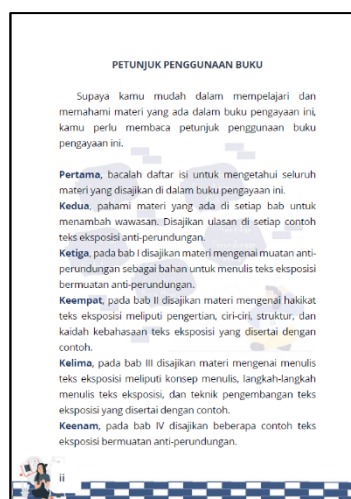 PETUNJUK PENGGUNAAN BUKU
Supaya kamu mudah dalam mempelajari dan
memahami materi yang ada dalam buku pengayaan ini,
kamu perlu membaca petunjuk penggunaan buku
pengayaan ini.
Pertama, bacalah daftar isi untuk mengetahui seluruh
materi yang disajikan di dalam buku pengayaan ini.
Kedua, pahami materi yang ada di setiap bab untuk
menambah wawasan. Disajikan ulasan di setiap contoh
teks eksposisi anti-perundungan.
Ketiga, pada bab I disajikan materi mengenai muatan anti-
perundungan sebagai bahan untuk menulis teks eksposisi
bermuatan anti-perundungan.
Keempat, pada bab II disajikan materi mengenai hakikat
teks eksposisi meliputi pengertian, ciri-ciri, struktur, dan
kaidah kebahasaan teks eksposisi yang disertai dengan
contoh.
Kelima, pada bab III disajikan materi mengenai menulis
teks eksposisi meliputi konsep menulis, langkah-langkah
menulis teks eksposisi, dan teknik pengembangan teks
eksposisi yang disertai dengan contoh.
Keenam, pada bab IV disajikan beberapa contoh teks
eksposisi bermuatan anti-perundungan.
ii